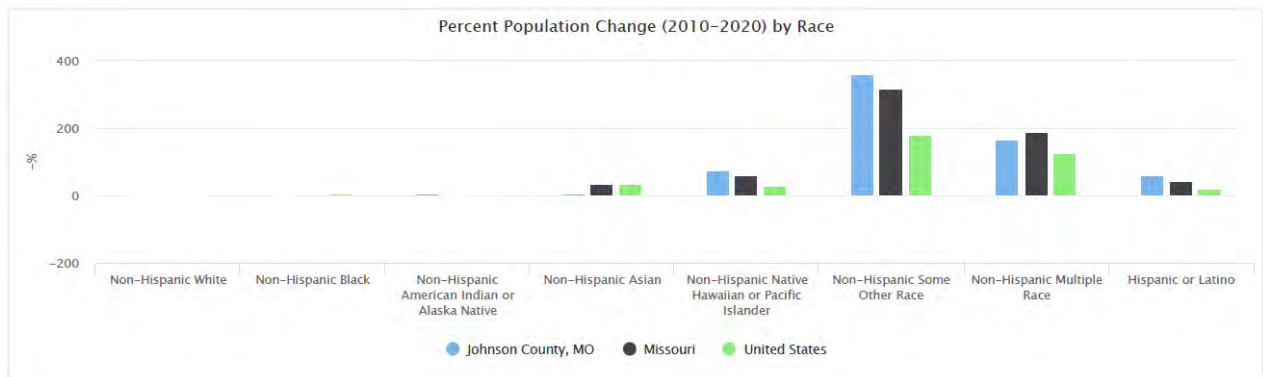 Percent Population Change (2010-2020) by Race
400
200
0
-200
-%
Non-Hispanic White
Non-Hispanic Black
Non-Hispanic
American Indian or
Alaska Native
Non-Hispanic Asian
Non-Hispanic Native
Hawaiian or Pacific
Islander
Non-Hispanic Some
Other Race
Non-Hispanic Multiple
Race
Hispanic or Latino
Johnson County, MO
Missouri
United States